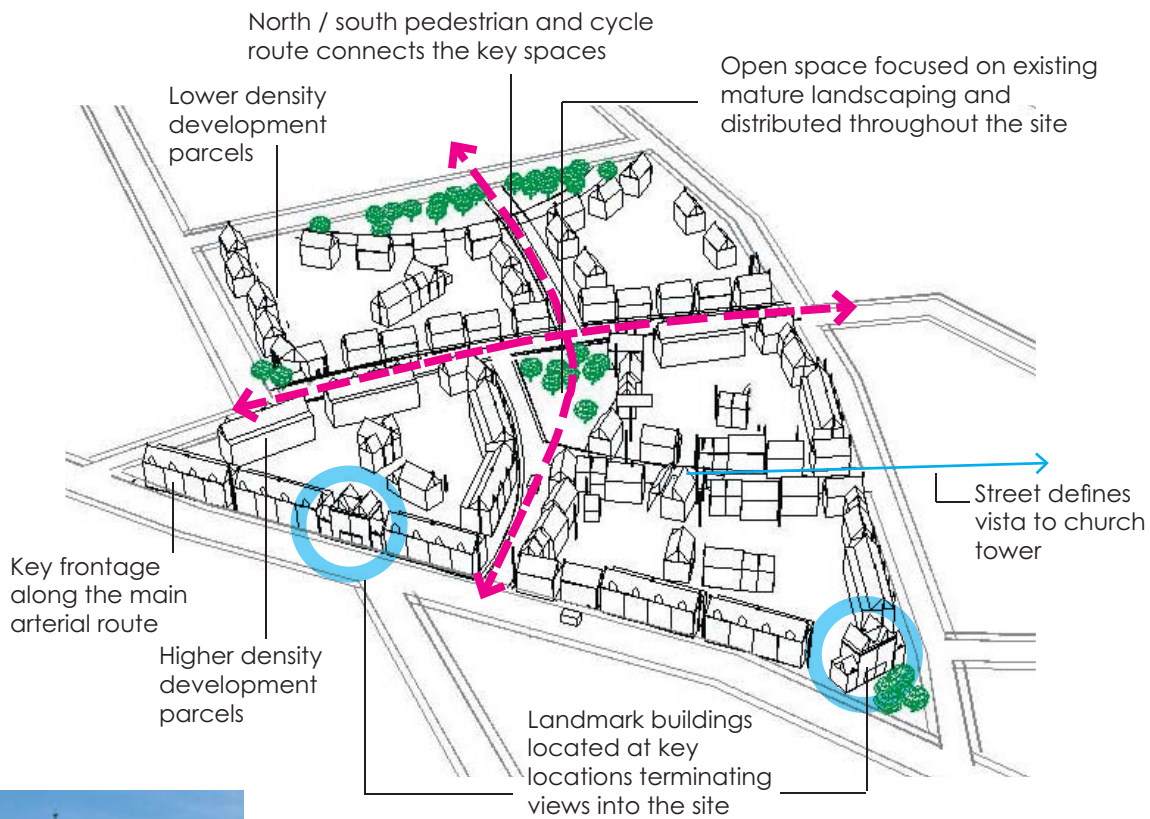 North / south pedestrian and cycle
route connects the key spaces
Open space focused on existing
mature landscaping and
distributed throughout the site
Lower density
development
parcels
Street defines
vista to church
tower
Key frontage
along the main
arterial route
Higher density
development
parcels
Landmark buildings
located at key
locations terminating
views into the site